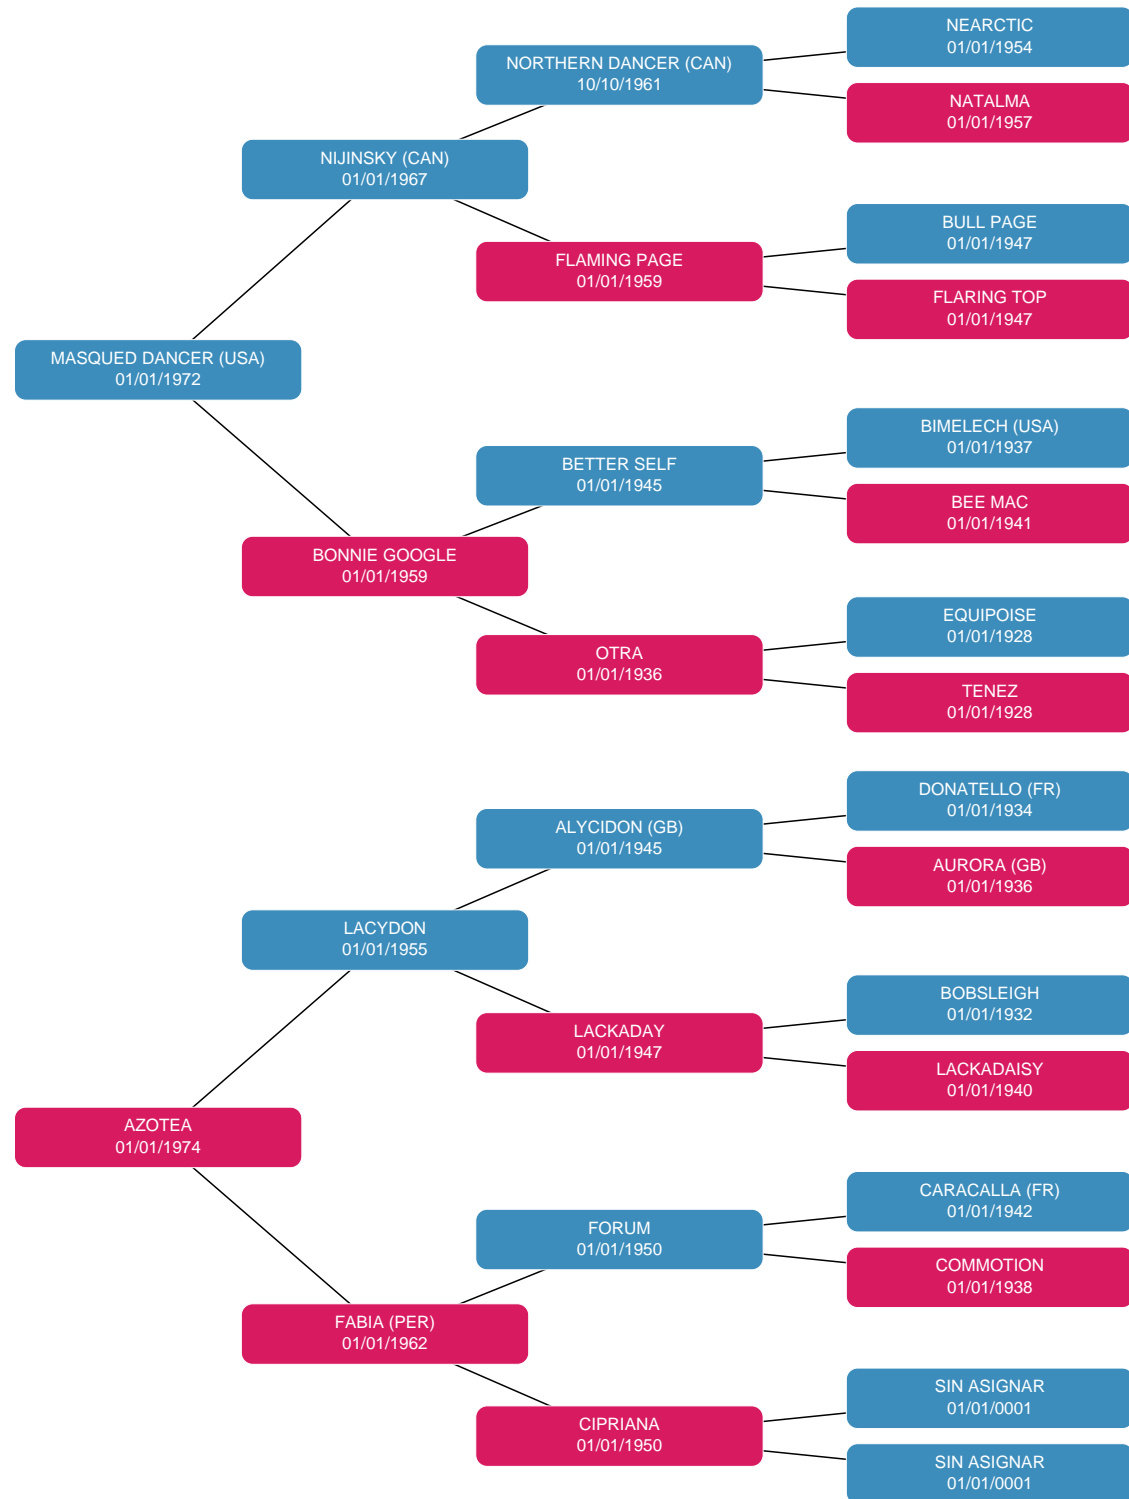 NEARCTIC
01/01/1954
NORTHERN DANCER (CAN)
10/10/1961
NATALMA
01/01/1957
NIJINSKY (CAN)
01/01/1967
BULL PAGE
01/01/1947
FLAMING PAGE
01/01/1959
FLARING TOP
01/01/1947
MASQUED DANCER (USA)
01/01/1972
BIMELECH (USA)
01/01/1937
BETTER SELF
01/01/1945
BEE MAC
01/01/1941
BONNIE GOOGLE
01/01/1959
EQUIPOISE
01/01/1928
OTRA
01/01/1936
TENEZ
01/01/1928
DONATELLO (FR)
01/01/1934
ALYCIDON (GB)
01/01/1945
AURORA (GB)
01/01/1936
LACYDON
01/01/1955
BOBSLEIGH
01/01/1932
LACKADAY
01/01/1947
LACKADAISY
01/01/1940
AZOTEA
01/01/1974
CARACALLA (FR)
01/01/1942
FORUM
01/01/1950
COMMOTION
01/01/1938
FABIA (PER)
01/01/1962
SIN ASIGNAR
01/01/0001
CIPRIANA
01/01/1950
SIN ASIGNAR
01/01/0001